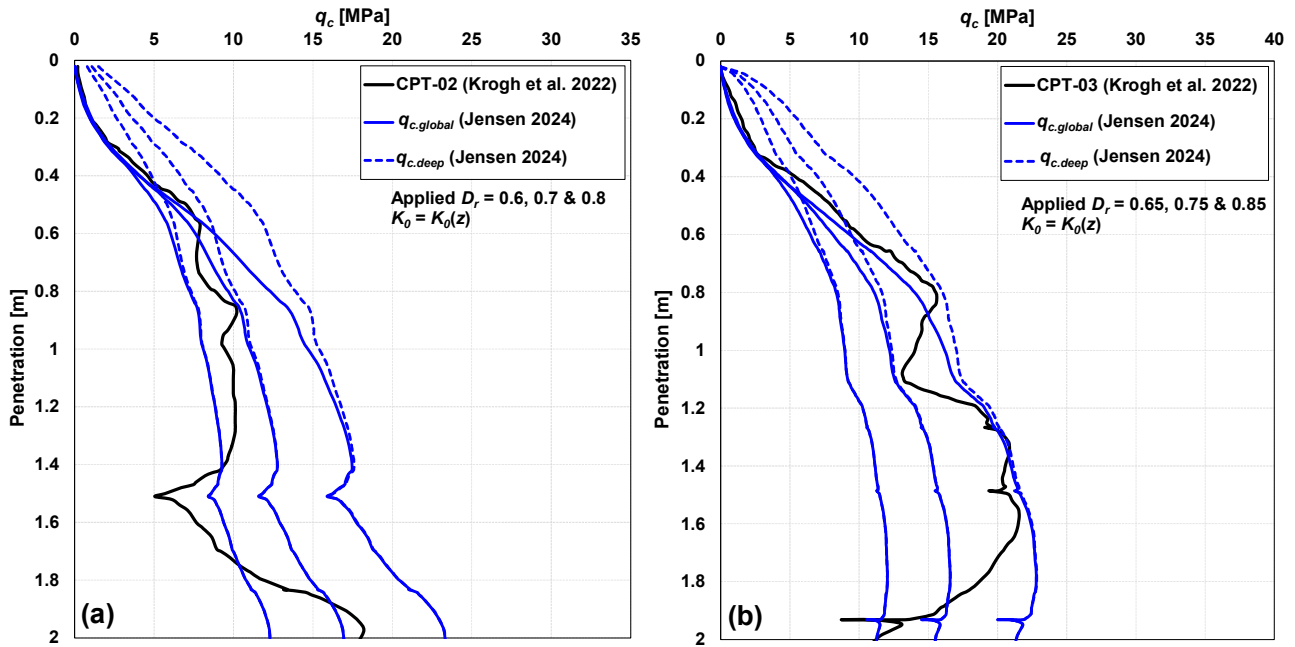 q_c [MPa]
0 5 10 15 20 25 30 35
0
0.2
0.4
0.6
0.8
1
1.2
1.4
1.6
1.8
2
Penetration [m]
CPT-02 (Krogh et al. 2022)
q_c.global (Jensen 2024)
q_c.deep (Jensen 2024)
Applied D_r = 0.6, 0.7 & 0.8
K_0 = K_0(z)
(a)
q_c [MPa]
0 5 10 15 20 25 30 35 40
0
0.2
0.4
0.6
0.8
1
1.2
1.4
1.6
1.8
2
Penetration [m]
CPT-03 (Krogh et al. 2022)
q_c.global (Jensen 2024)
q_c.deep (Jensen 2024)
Applied D_r = 0.65, 0.75 & 0.85
K_0 = K_0(z)
(b)